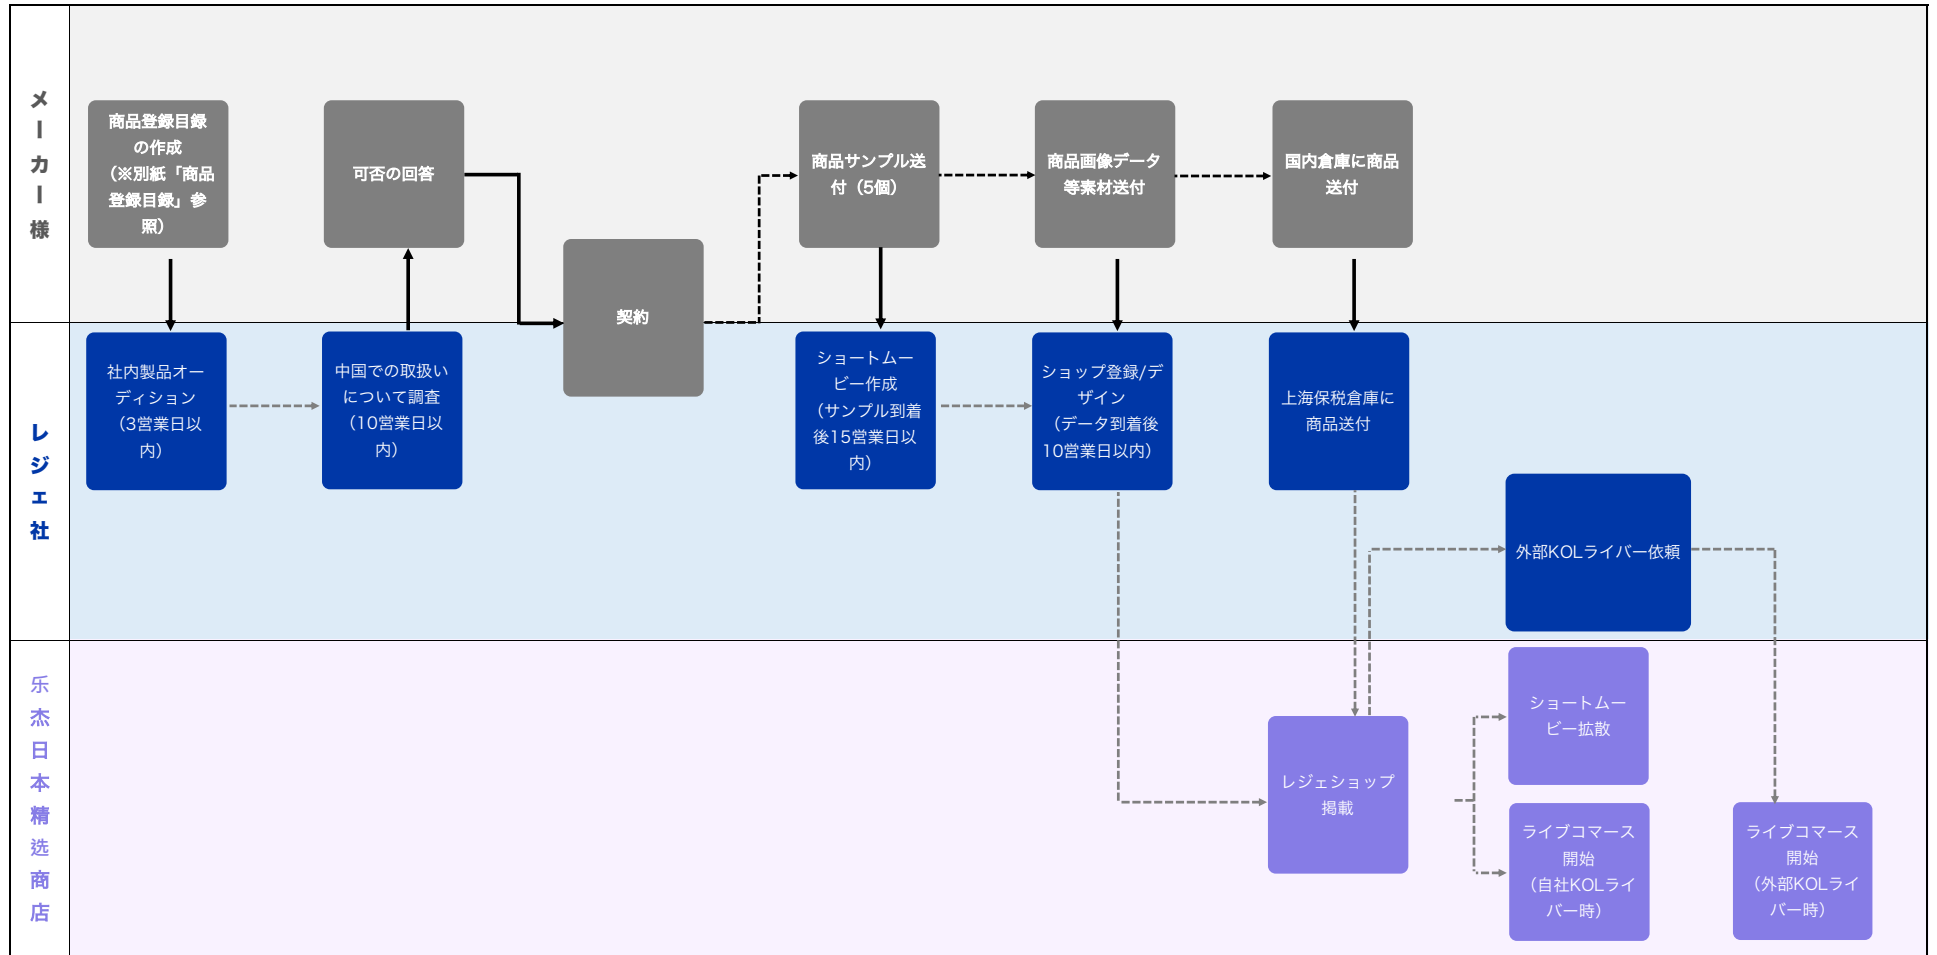 メーカー様
商品登録目録
の作成
（※別紙「商品
登録目録」参
照）
可否の回答
契約
商品サンプル送
付（5個）
商品画像データ
等素材送付
国内倉庫に商品
送付
レジェ社
社内製品オー
ディション
（3営業日以
内）
中国での取扱い
について調査
（10営業日以
内）
ショートムー
ビー作成
（サンプル到着
後15営業日以
内）
ショップ登録/デ
ザイン
（データ到着後
10営業日以内）
上海保税倉庫に
商品送付
外部KOLライバー依頼
乐杰日本精选商店
レジェショップ
掲載
ショートムー
ビー拡散
ライブコマース
開始
（自社KOLライ
バー時）
ライブコマース
開始
（外部KOLライ
バー時）